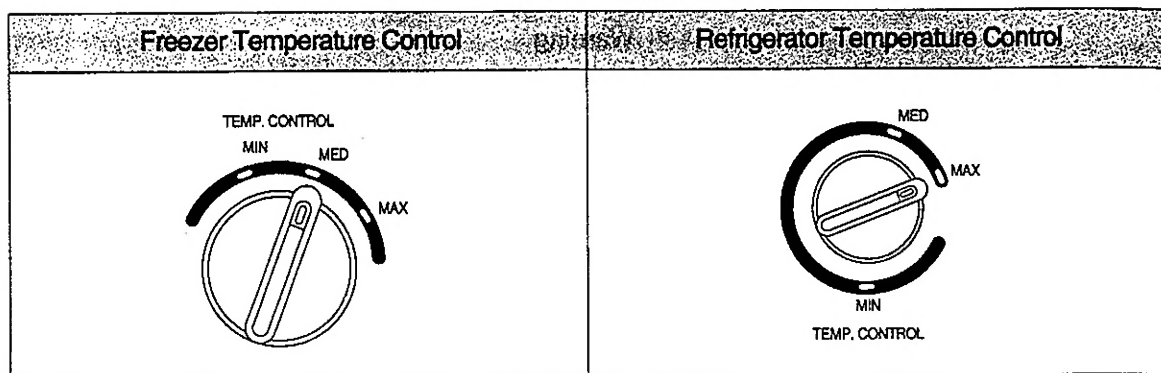 Freezer Temperature Control
Refrigerator Temperature Control
TEMP. CONTROL
MIN
MED
MAX
MED
MAX
MIN
TEMP. CONTROL